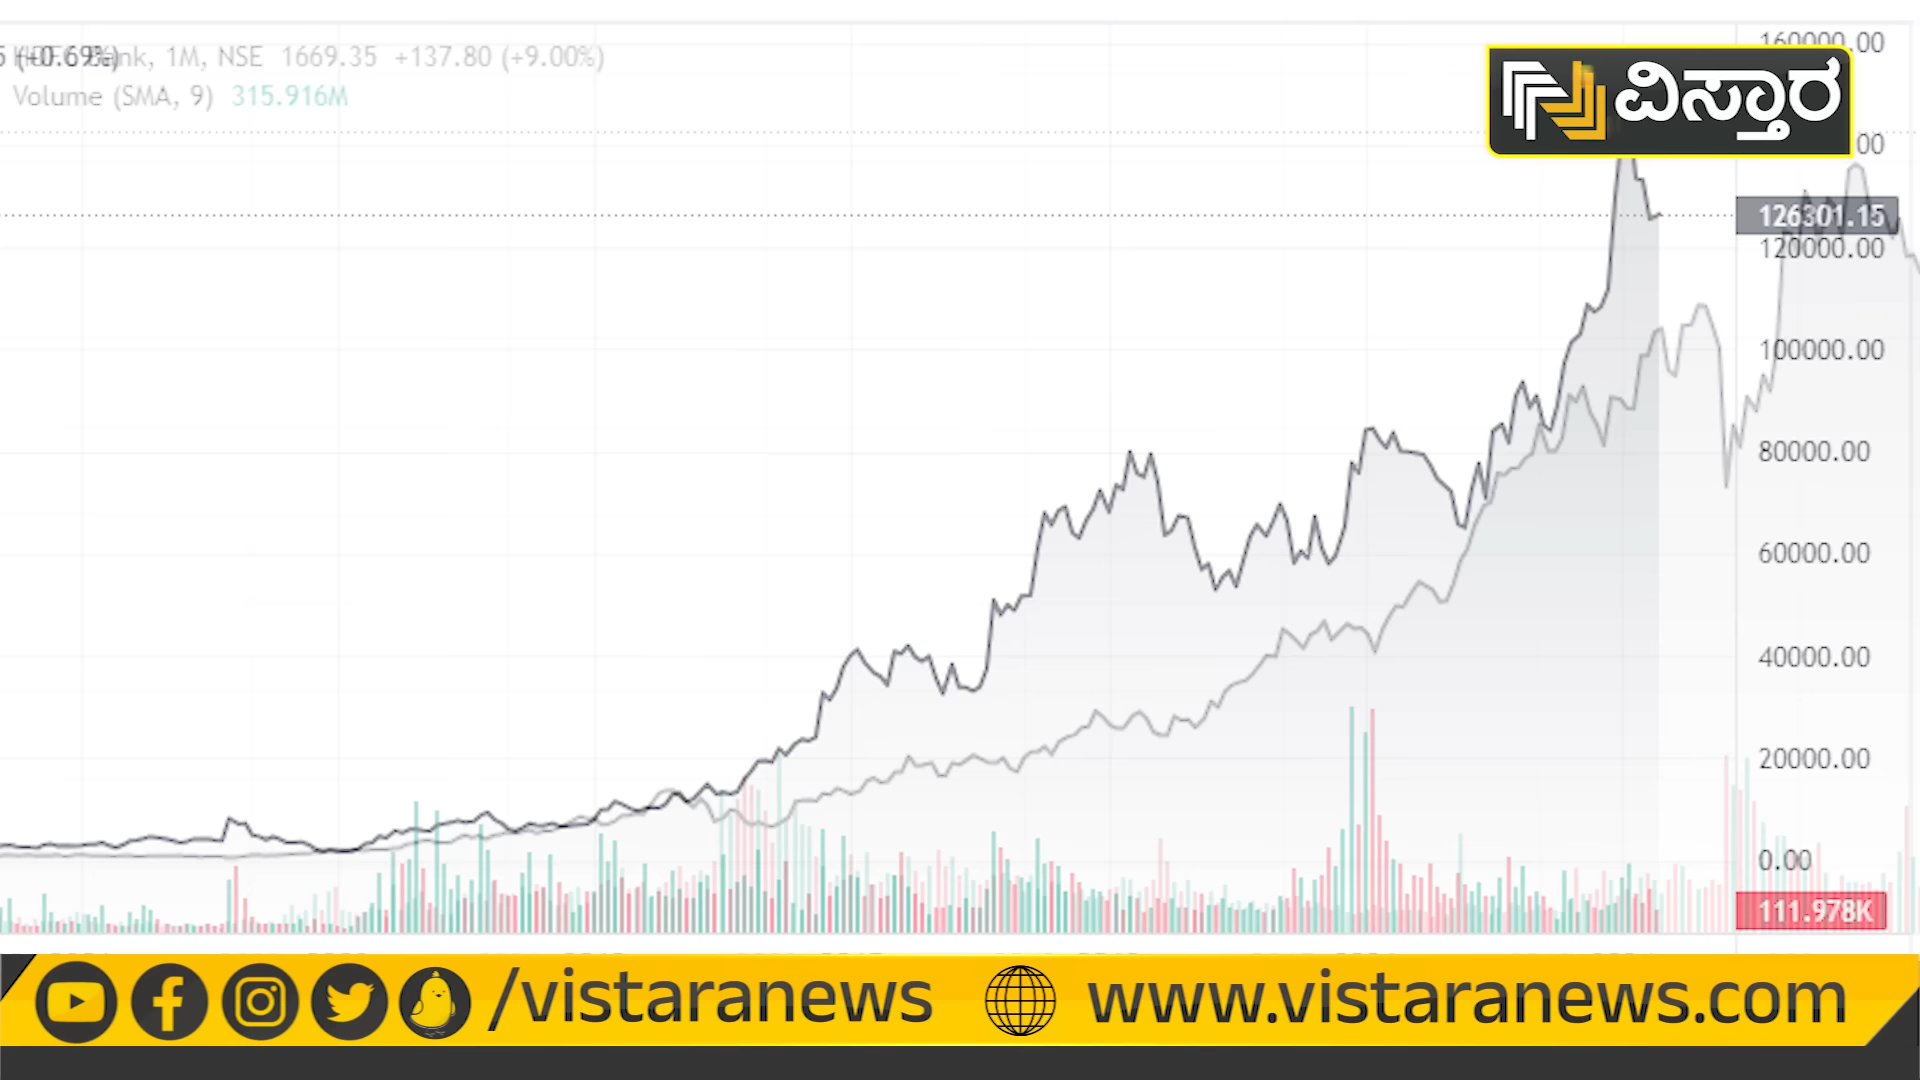 (+0.69%)
Bank, 1M, NSE 1669.35 +137.80 (+9.00%)
Volume (SMA, 9) 315.916M
ವಿಸ್ತಾರ
160000.00
00
126301.15
120000.00
100000.00
80000.00
60000.00
40000.00
20000.00
0.00
111.978K
/vistaranews www.vistaranews.com